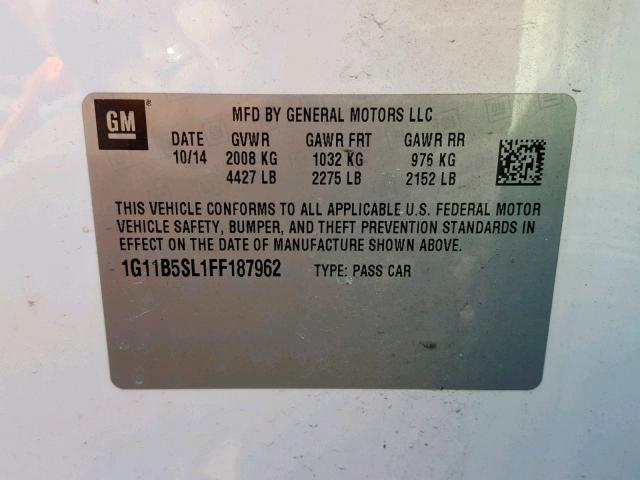 GM
MFD BY GENERAL MOTORS LLC
DATE GVWR GAWR FRT GAWR RR
10/14 2008 KG 1032 KG 976 KG
4427 LB 2275 LB 2152 LB
THIS VEHICLE CONFORMS TO ALL APPLICABLE U.S. FEDERAL MOTOR
VEHICLE SAFETY, BUMPER, AND THEFT PREVENTION STANDARDS IN
EFFECT ON THE DATE OF MANUFACTURE SHOWN ABOVE.
1G11B5SL1FF187962 TYPE: PASS CAR